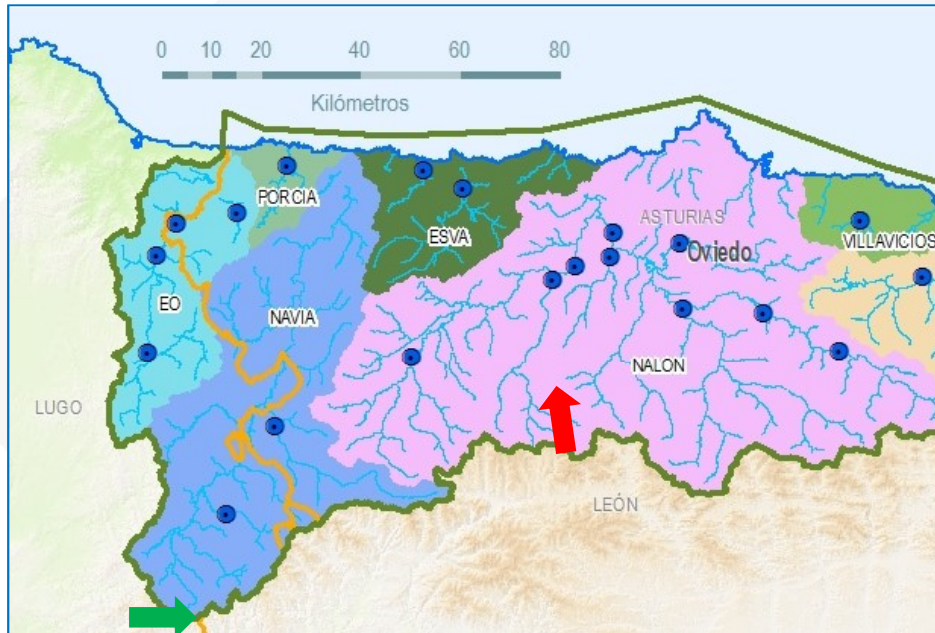 0 10 20 40 60 80
Kilómetros
PORCIA
ESVA
ASTURIAS
Oviedo
VILLAVICIOS
EO
NAVIA
NALON
LUGO
LEÓN